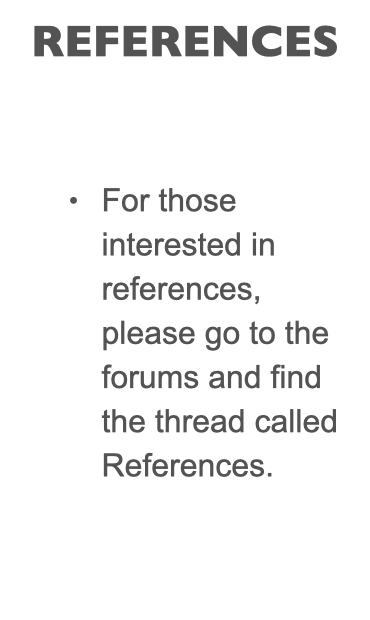 REFERENCES
• For those
interested in
references,
please go to the
forums and find
the thread called
References.